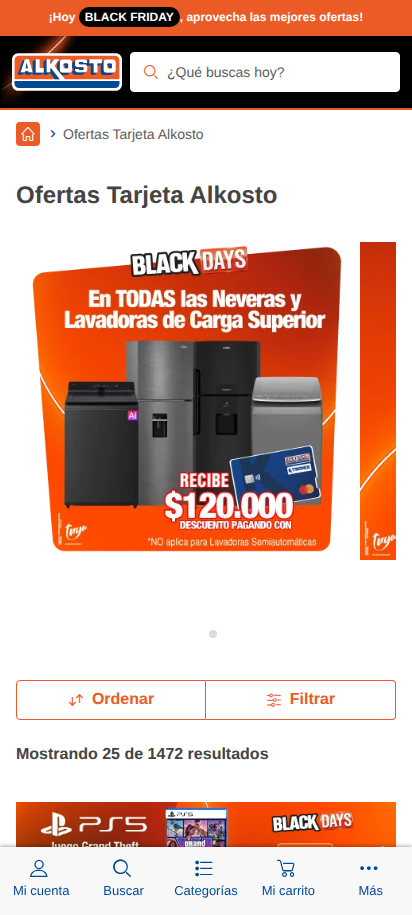 ¡Hoy BLACK FRIDAY, aprovecha las mejores ofertas!
ALKOSTO
¿Qué buscas hoy?
Ofertas Tarjeta Alkosto
Ofertas Tarjeta Alkosto
BLACK DAYS
En TODAS las Neveras y
Lavadoras de Carga Superior
AI
RECIBE
$120.000
DESCUENTO PAGANDO CON
*NO aplica para Lavadoras Semiautomáticas
Ordenar
Filtrar
Mostrando 25 de 1472 resultados
PS5
PS5
BLACK DAYS
Juego Grand Theft
Mi cuenta
Buscar
Categorías
Mi carrito
Más